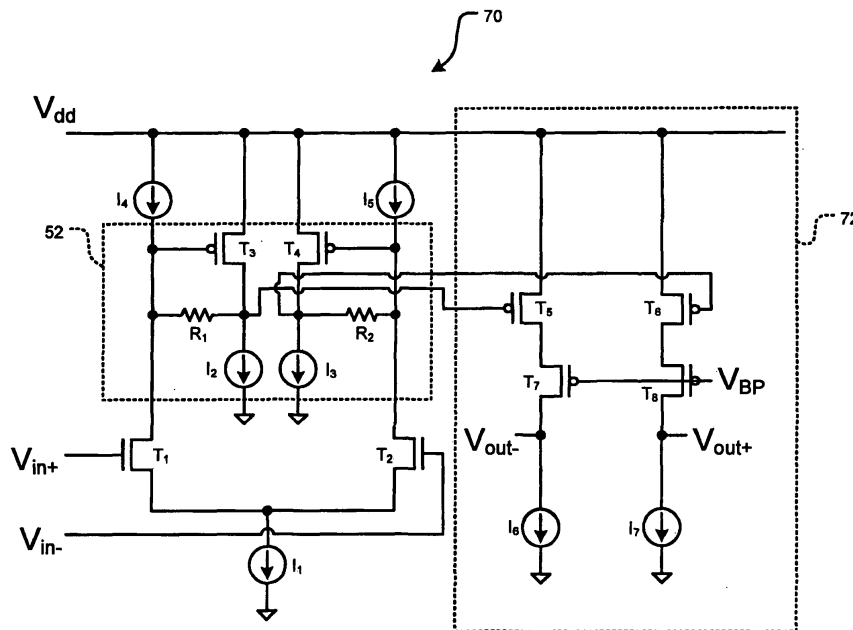 70
Vdd
I4
I5
52
72
T3
T4
R1
R2
T5
T6
I2
I3
T7
T8
VBP
Vin+
T1
T2
Vout-
Vout+
Vin-
I1
I6
I7